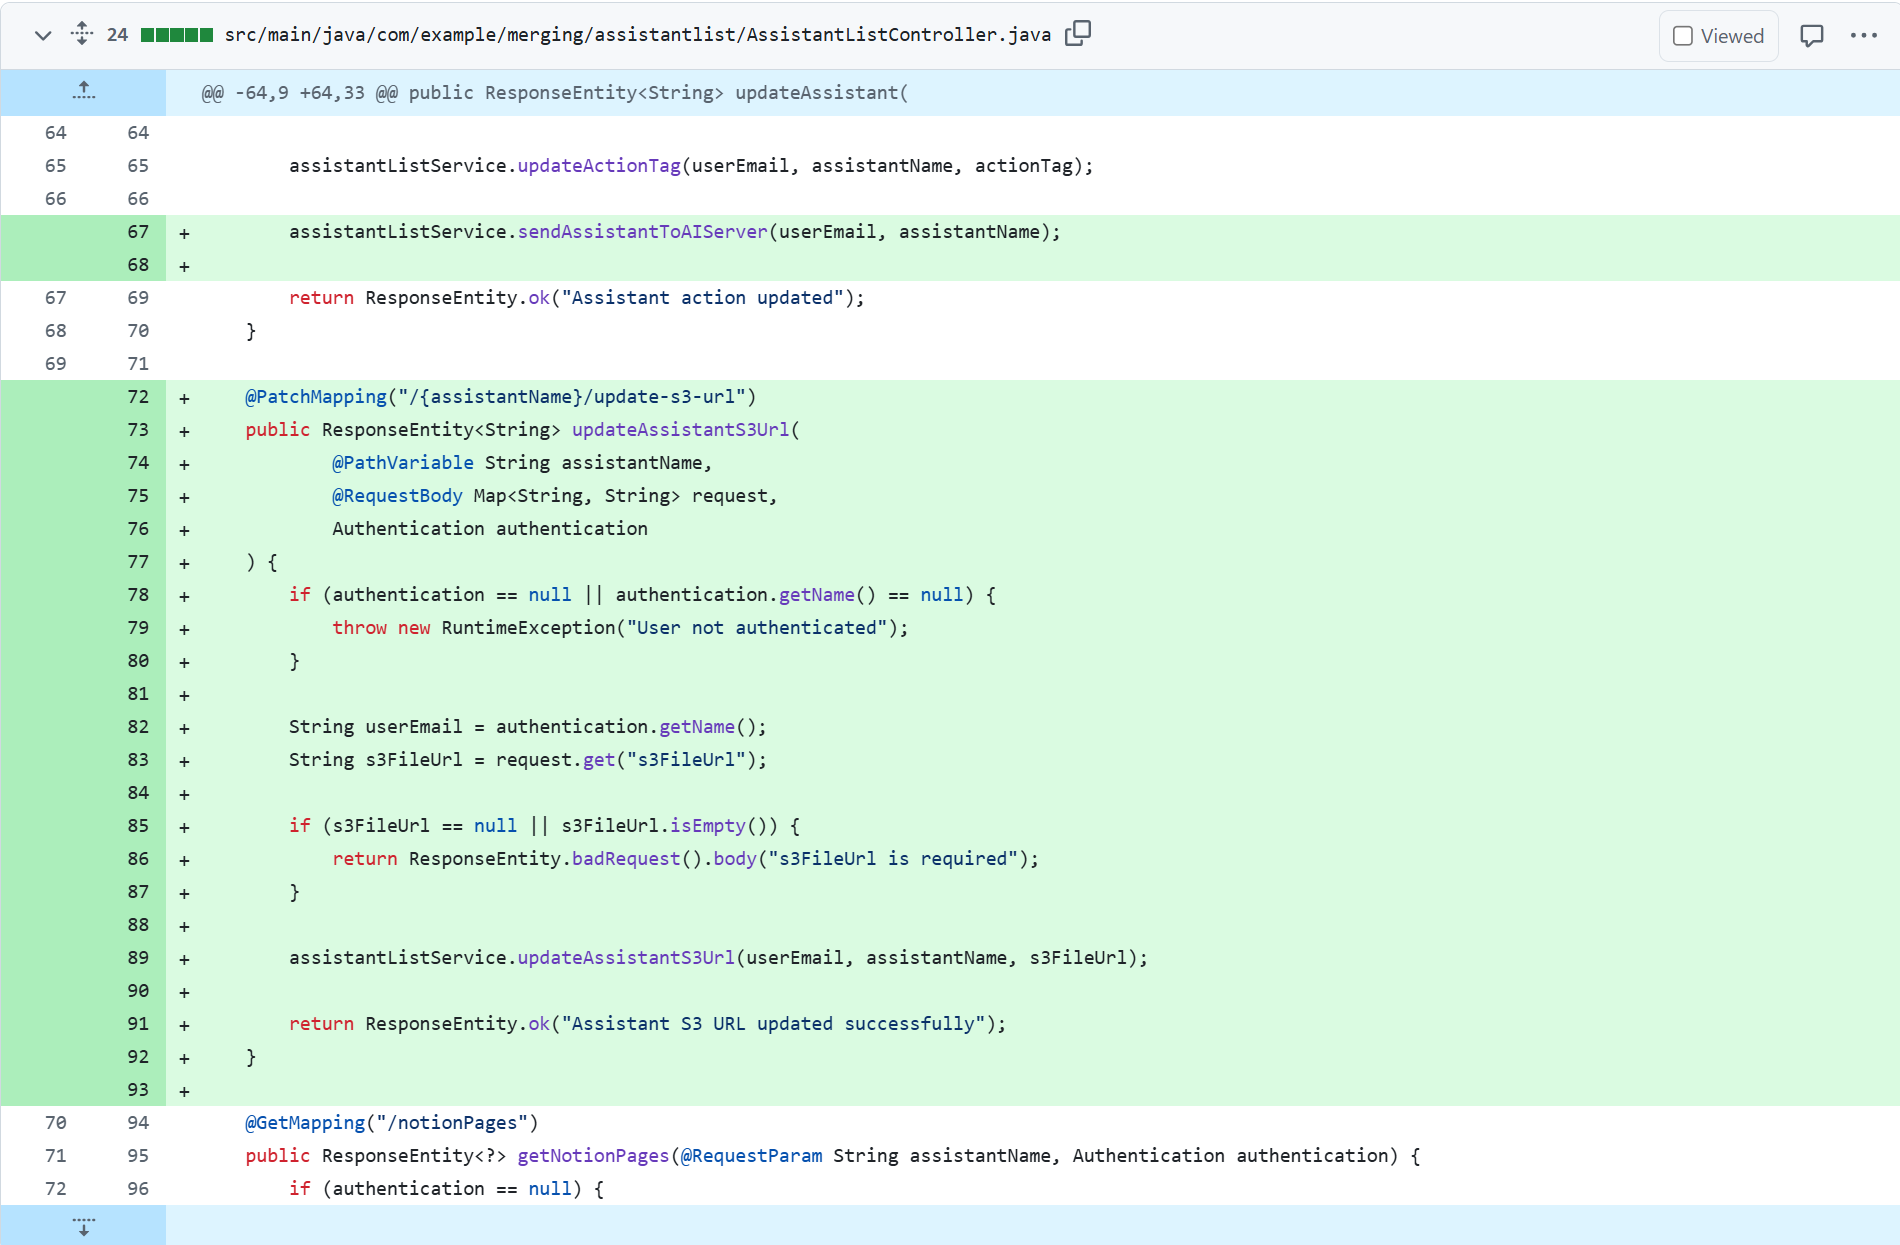 24 src/main/java/com/example/merging/assistantlist/AssistantListController.java Viewed
@@ -64,9 +64,33 @@ public ResponseEntity<String> updateAssistant(
64 64
65 65 assistantListService.updateActionTag(userEmail, assistantName, actionTag);
66 66
67 + assistantListService.sendAssistantToAIServer(userEmail, assistantName);
68 +
67 69 return ResponseEntity.ok("Assistant action updated");
68 70 }
69 71
72 + @PatchMapping("/{assistantName}/update-s3-url")
73 + public ResponseEntity<String> updateAssistantS3Url(
74 + @PathVariable String assistantName,
75 + @RequestBody Map<String, String> request,
76 + Authentication authentication
77 + ) {
78 + if (authentication == null || authentication.getName() == null) {
79 + throw new RuntimeException("User not authenticated");
80 + }
81 +
82 + String userEmail = authentication.getName();
83 + String s3FileUrl = request.get("s3FileUrl");
84 +
85 + if (s3FileUrl == null || s3FileUrl.isEmpty()) {
86 + return ResponseEntity.badRequest().body("s3FileUrl is required");
87 + }
88 +
89 + assistantListService.updateAssistantS3Url(userEmail, assistantName, s3FileUrl);
90 +
91 + return ResponseEntity.ok("Assistant S3 URL updated successfully");
92 + }
93 +
70 94 @GetMapping("/notionPages")
71 95 public ResponseEntity<?> getNotionPages(@RequestParam String assistantName, Authentication authentication) {
72 96 if (authentication == null) {